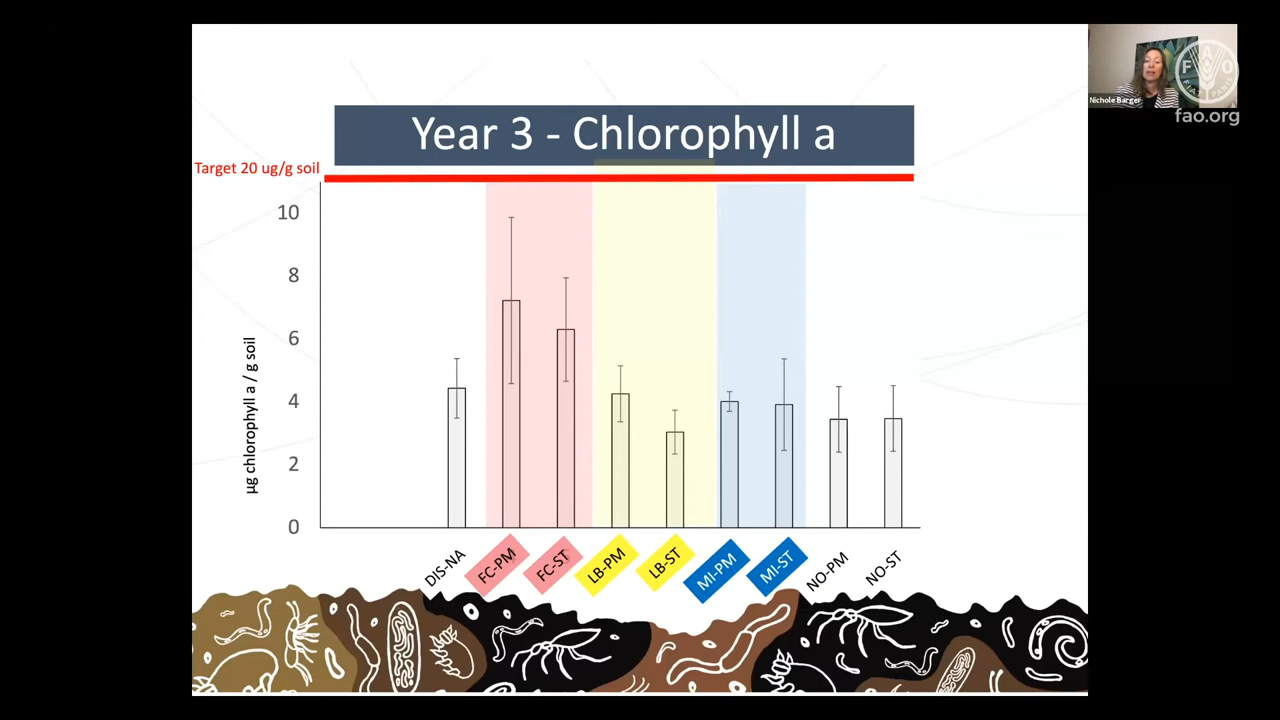 Year 3 - Chlorophyll a
Target 20 ug/g soil
10
8
6
4
2
0
µg chlorophyll a / g soil
DIS-NA
FC-PM
FC-ST
LB-PM
LB-ST
MI-PM
MI-ST
NO-PM
NO-ST
Nichole Barger
F A O
FIAT PANIS
fao.org